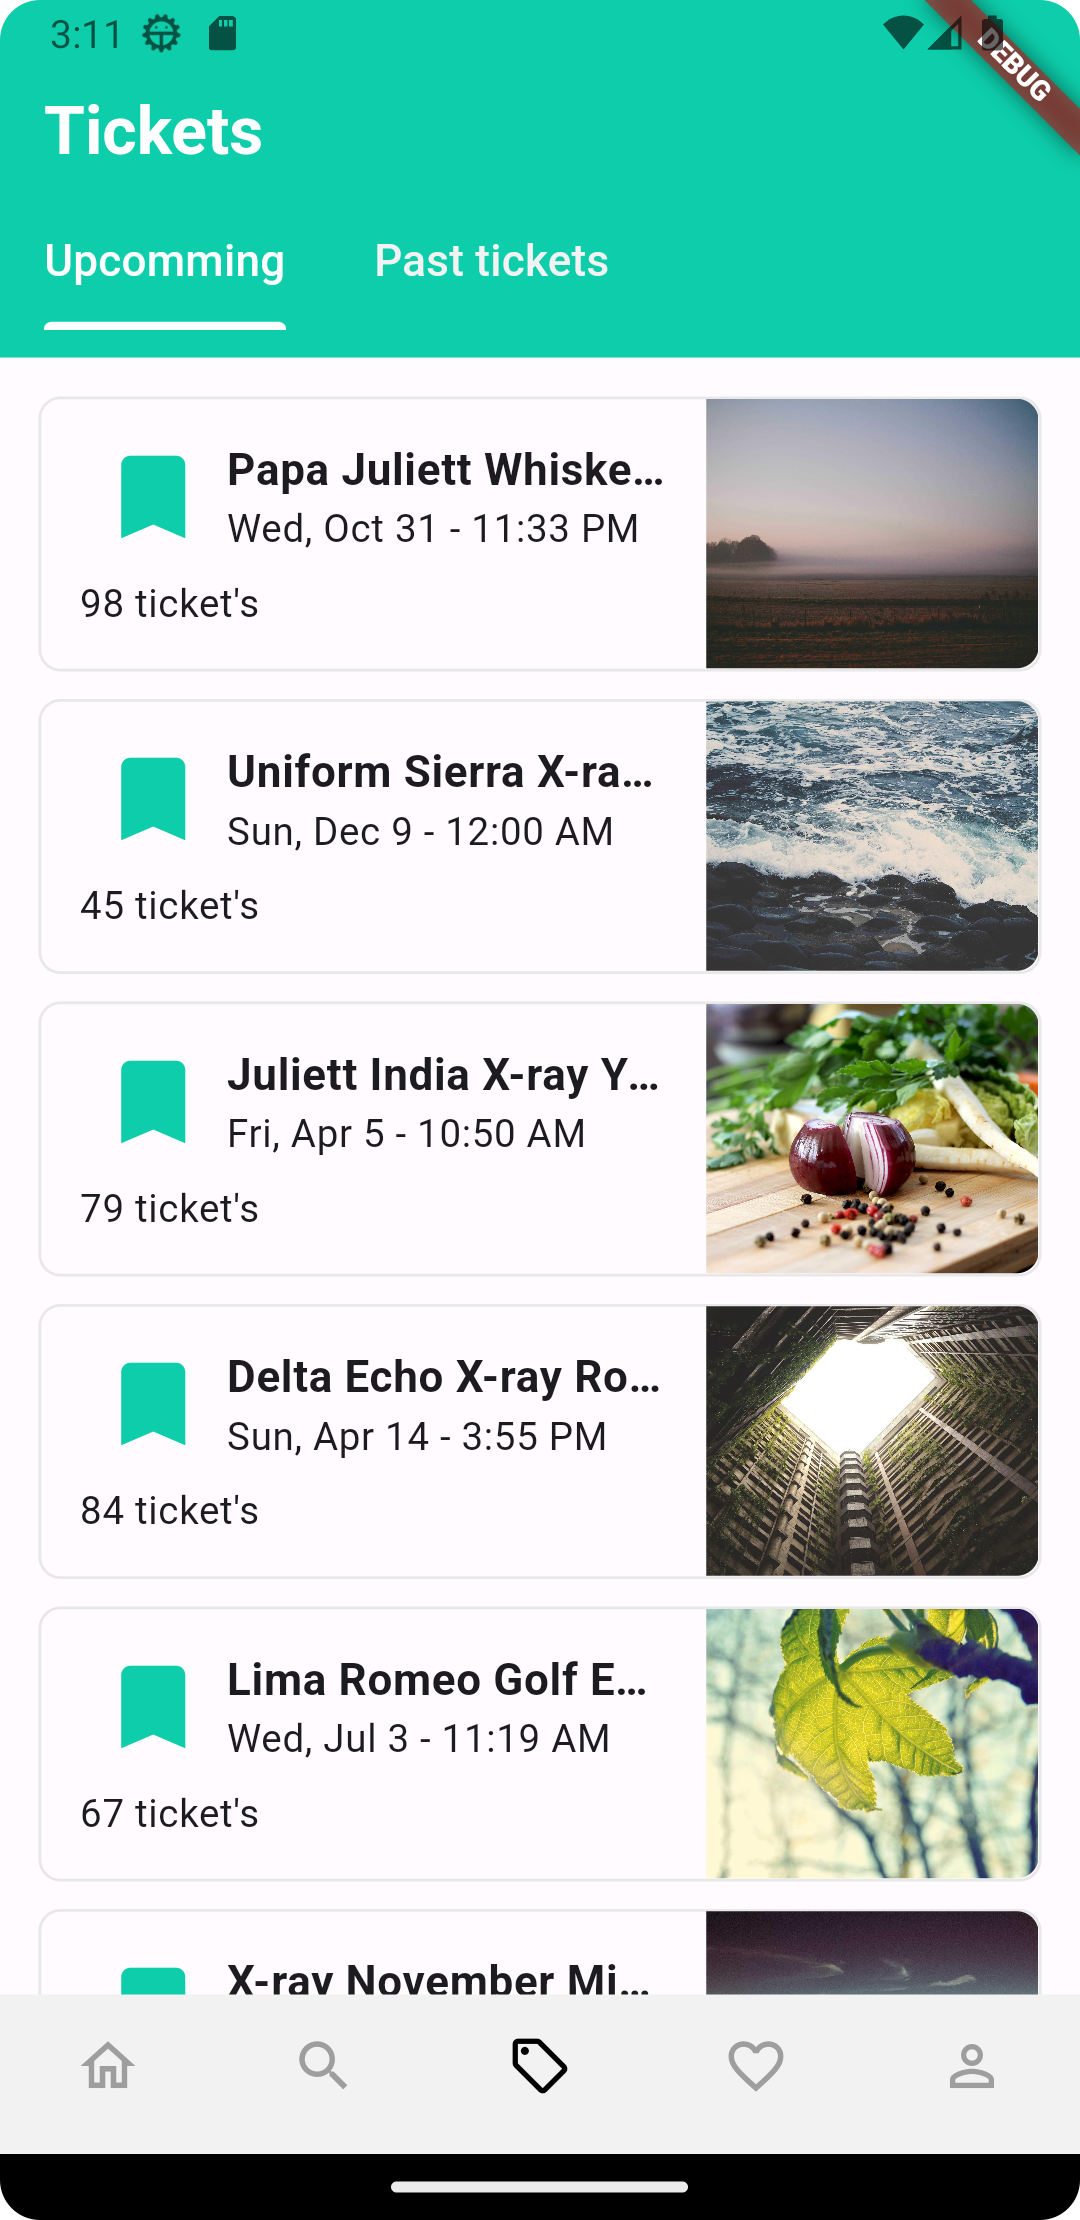 3:11
DEBUG
Tickets
Upcomming
Past tickets
Papa Juliett Whiske...
Wed, Oct 31 - 11:33 PM
98 ticket's
Uniform Sierra X-ra...
Sun, Dec 9 - 12:00 AM
45 ticket's
Juliett India X-ray Y...
Fri, Apr 5 - 10:50 AM
79 ticket's
Delta Echo X-ray Ro...
Sun, Apr 14 - 3:55 PM
84 ticket's
Lima Romeo Golf E...
Wed, Jul 3 - 11:19 AM
67 ticket's
X-ray November Mi...